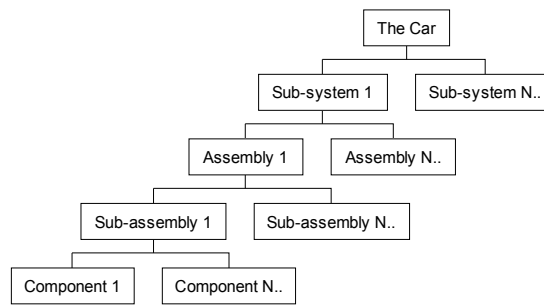 The Car
Sub-system 1
Sub-system N..
Assembly 1
Assembly N..
Sub-assembly 1
Sub-assembly N..
Component 1
Component N..